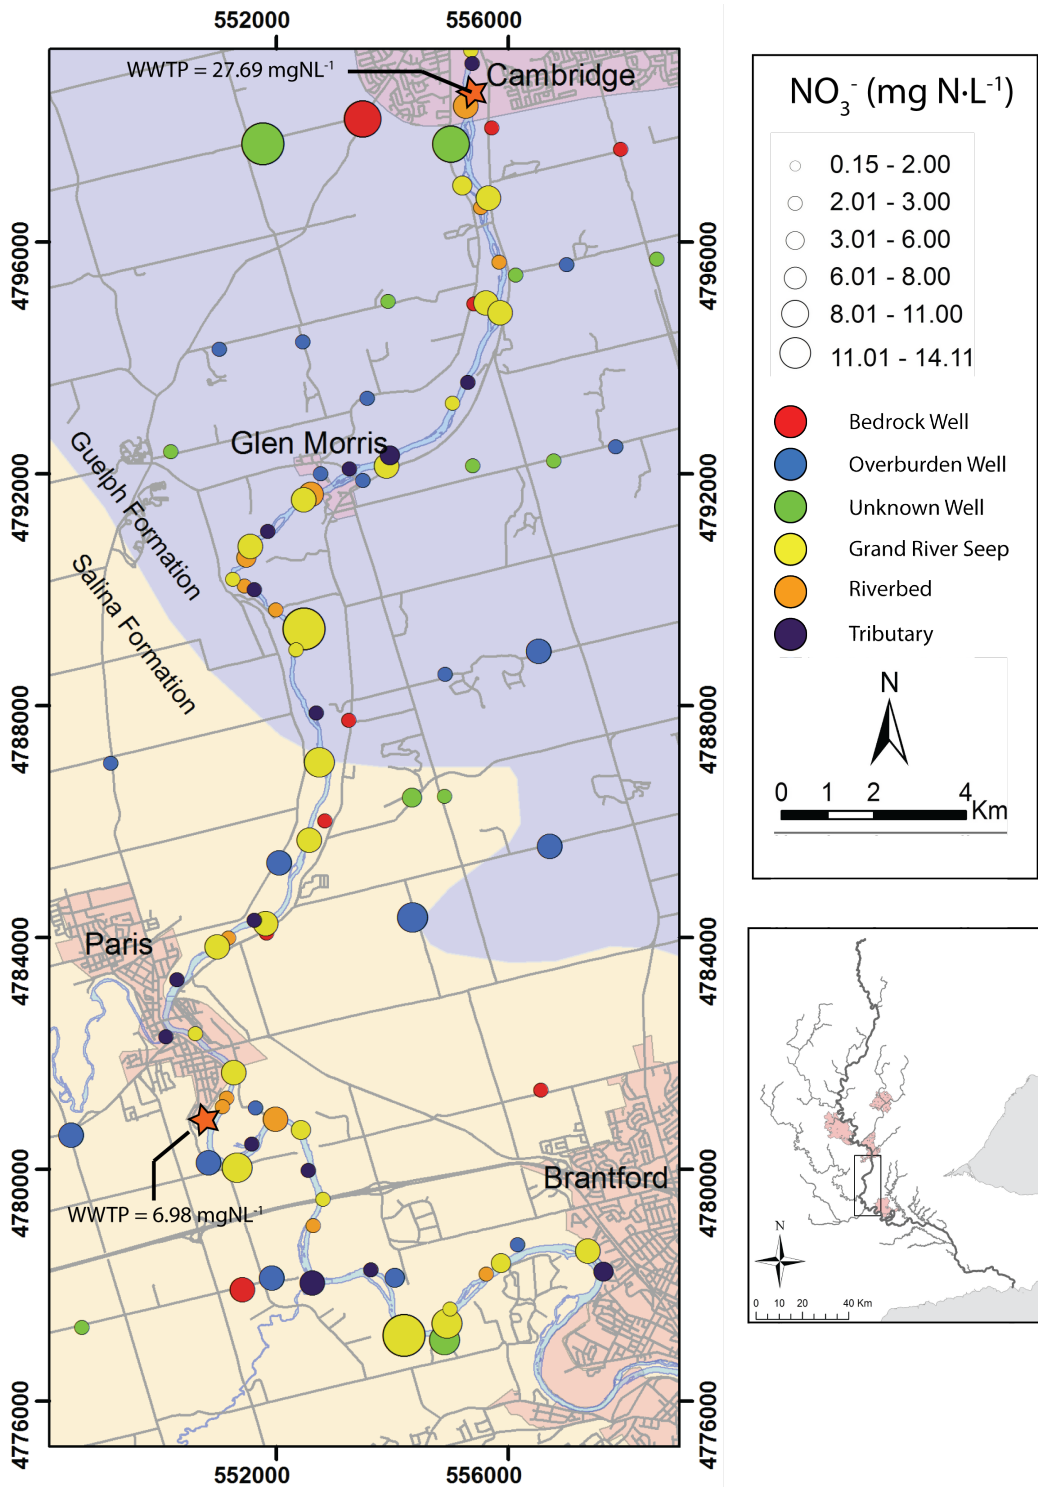 552000
556000
WWTP = 27.69 mgNL-1
Cambridge
4796000
4796000
Glen Morris
4792000
4792000
Guelph Formation
Salina Formation
4788000
4788000
4784000
4784000
Paris
4780000
4780000
Brantford
WWTP = 6.98 mgNL-1
4776000
4776000
552000
556000
NO3- (mg N·L-1)
0.15 - 2.00
2.01 - 3.00
3.01 - 6.00
6.01 - 8.00
8.01 - 11.00
11.01 - 14.11
Bedrock Well
Overburden Well
Unknown Well
Grand River Seep
Riverbed
Tributary
N
0 1 2 4
Km
N
0 10 20 40 Km